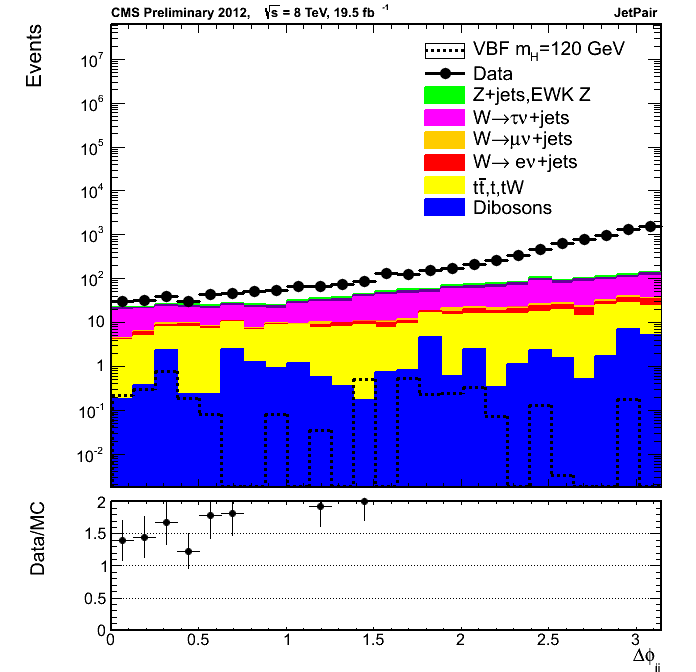 CMS Preliminary 2012, √s = 8 TeV, 19.5 fb⁻¹ JetPair
Events
VBF m_H=120 GeV
Data
Z+jets,EWK Z
W→τν+jets
W→μν+jets
W→ eν+jets
tt̄,t,tW
Dibosons
10⁷
10⁶
10⁵
10⁴
10³
10²
10
1
10⁻¹
10⁻²
Data/MC
2
1.5
1
0.5
0
0 0.5 1 1.5 2 2.5 3
Δϕ_jj